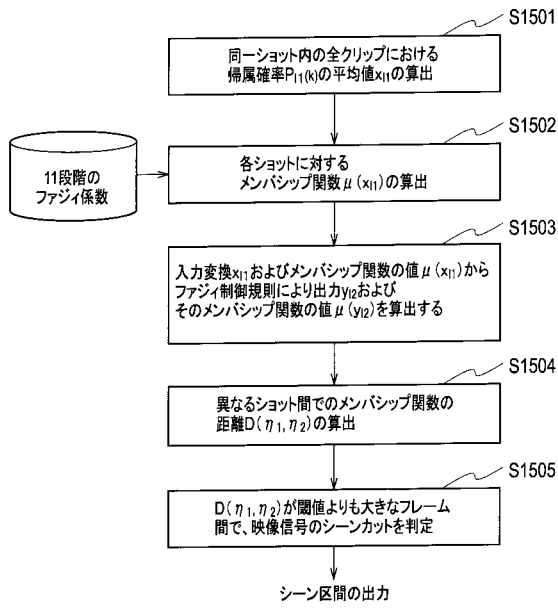 S1501
同一ショット内の全クリップにおける
帰属確率Pl1(k)の平均値xl1の算出
S1502
11段階の
ファジィ係数
各ショットに対する
メンバシップ関数μ(xl1)の算出
S1503
入力変換xl1およびメンバシップ関数の値μ(xl1)から
ファジィ制御規則により出力yl2および
そのメンバシップ関数の値μ(yl2)を算出する
S1504
異なるショット間でのメンバシップ関数の
距離D(η1,η2)の算出
S1505
D(η1,η2)が閾値よりも大きなフレーム
間で、映像信号のシーンカットを判定
シーン区間の出力